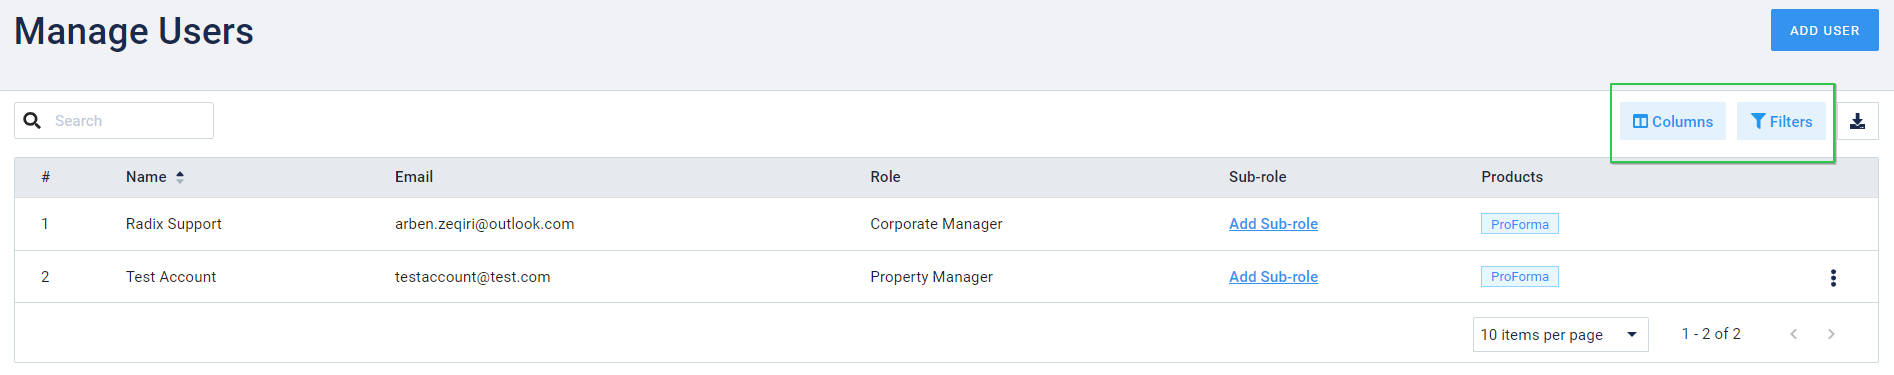 Manage Users
ADD USER
Search
Columns
Filters
# Name Email Role Sub-role Products
1 Radix Support arben.zeqiri@outlook.com Corporate Manager Add Sub-role ProForma
2 Test Account testaccount@test.com Property Manager Add Sub-role ProForma
10 items per page 1 - 2 of 2